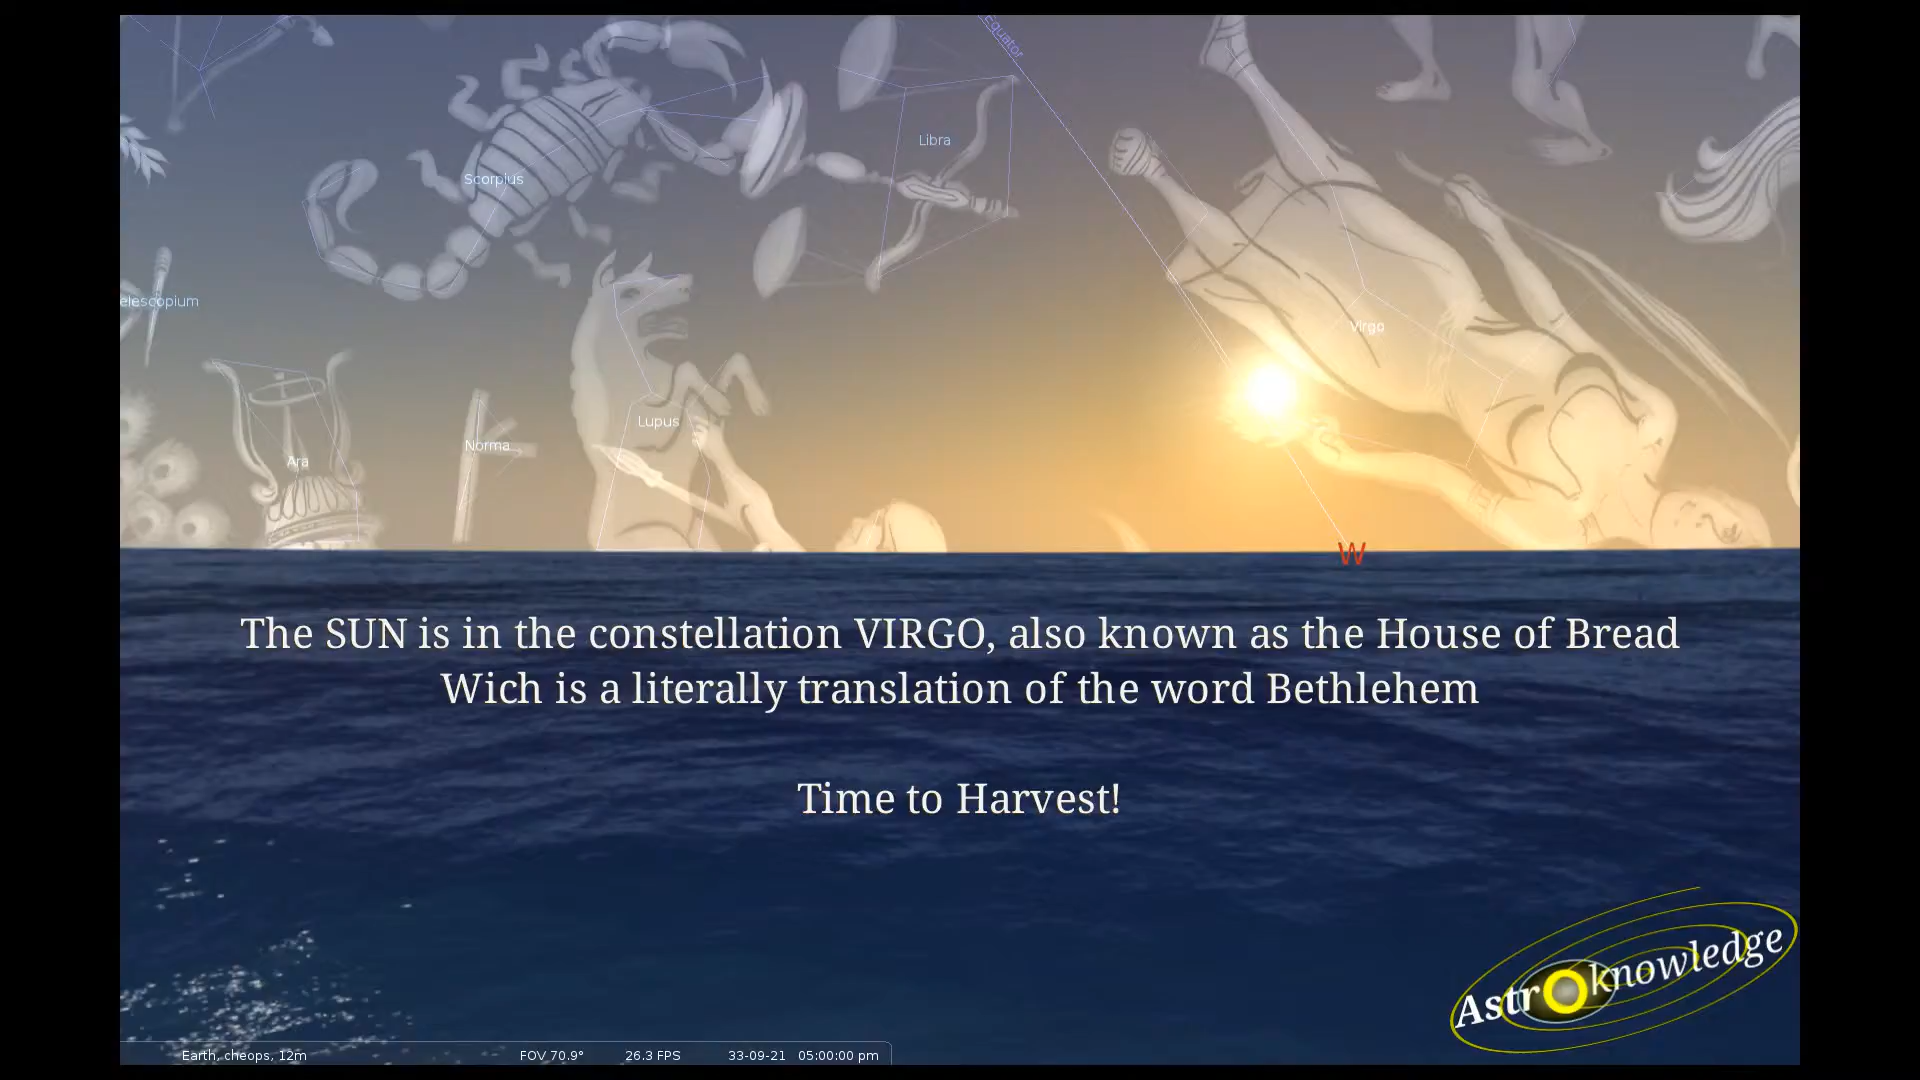 Equator
Libra
Scorpius
elescopium
Virgo
Lupus
Norma
Ara
W
The SUN is in the constellation VIRGO, also known as the House of Bread
Wich is a literally translation of the word Bethlehem
Time to Harvest!
Astroknowledge
Earth, cheops, 12m FOV 70.9° 26.3 FPS 33-09-21 05:00:00 pm